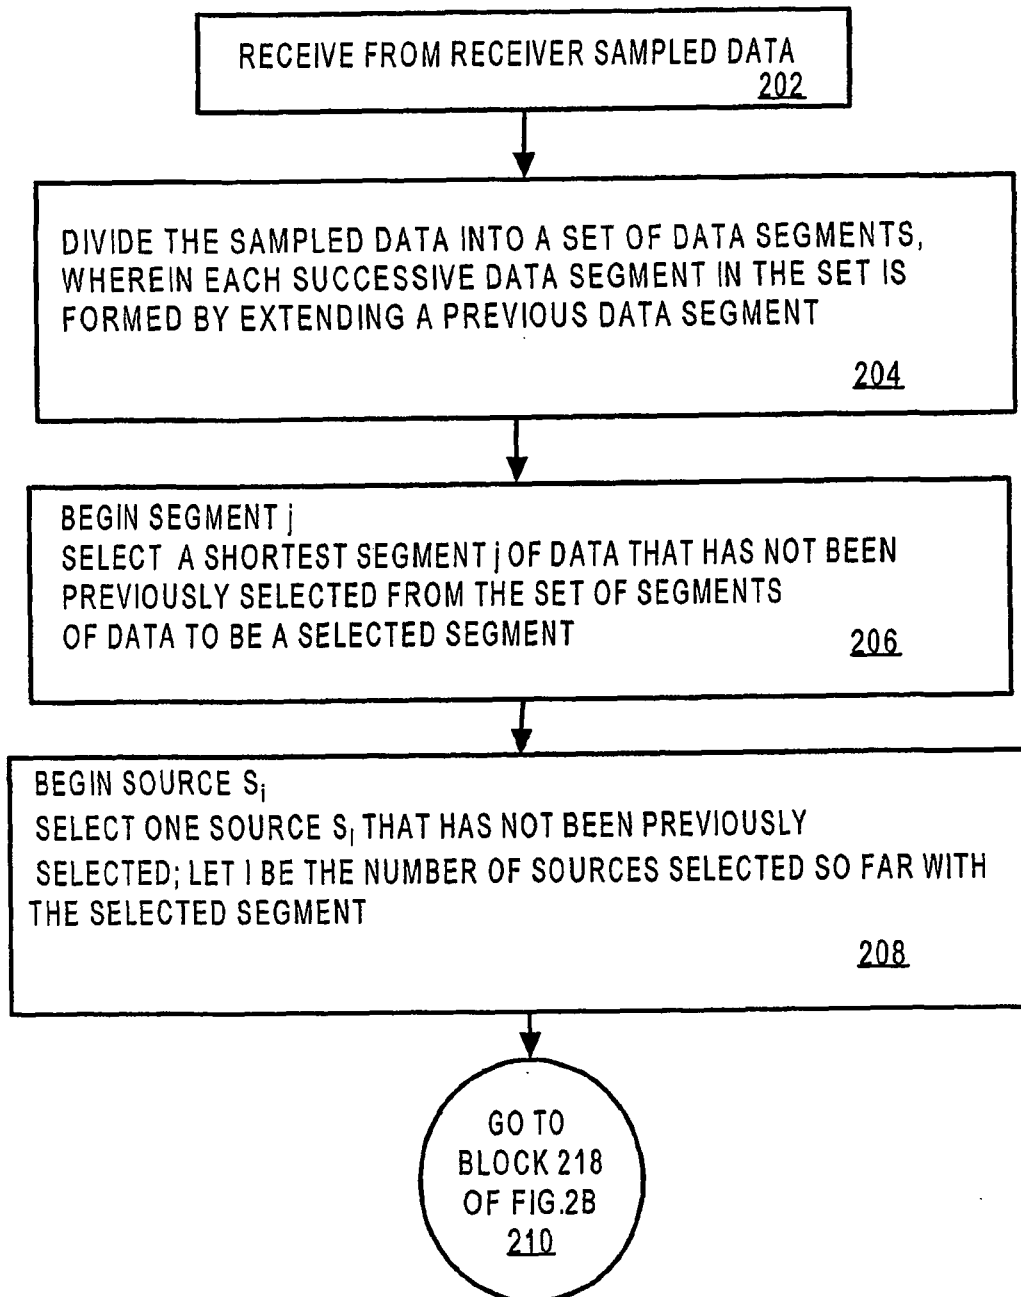 RECEIVE FROM RECEIVER SAMPLED DATA
202
DIVIDE THE SAMPLED DATA INTO A SET OF DATA SEGMENTS,
WHEREIN EACH SUCCESSIVE DATA SEGMENT IN THE SET IS
FORMED BY EXTENDING A PREVIOUS DATA SEGMENT
204
BEGIN SEGMENT j
SELECT A SHORTEST SEGMENT j OF DATA THAT HAS NOT BEEN
PREVIOUSLY SELECTED FROM THE SET OF SEGMENTS
OF DATA TO BE A SELECTED SEGMENT
206
BEGIN SOURCE Si
SELECT ONE SOURCE SI THAT HAS NOT BEEN PREVIOUSLY
SELECTED; LET I BE THE NUMBER OF SOURCES SELECTED SO FAR WITH
THE SELECTED SEGMENT
208
GO TO
BLOCK 218
OF FIG.2B
210